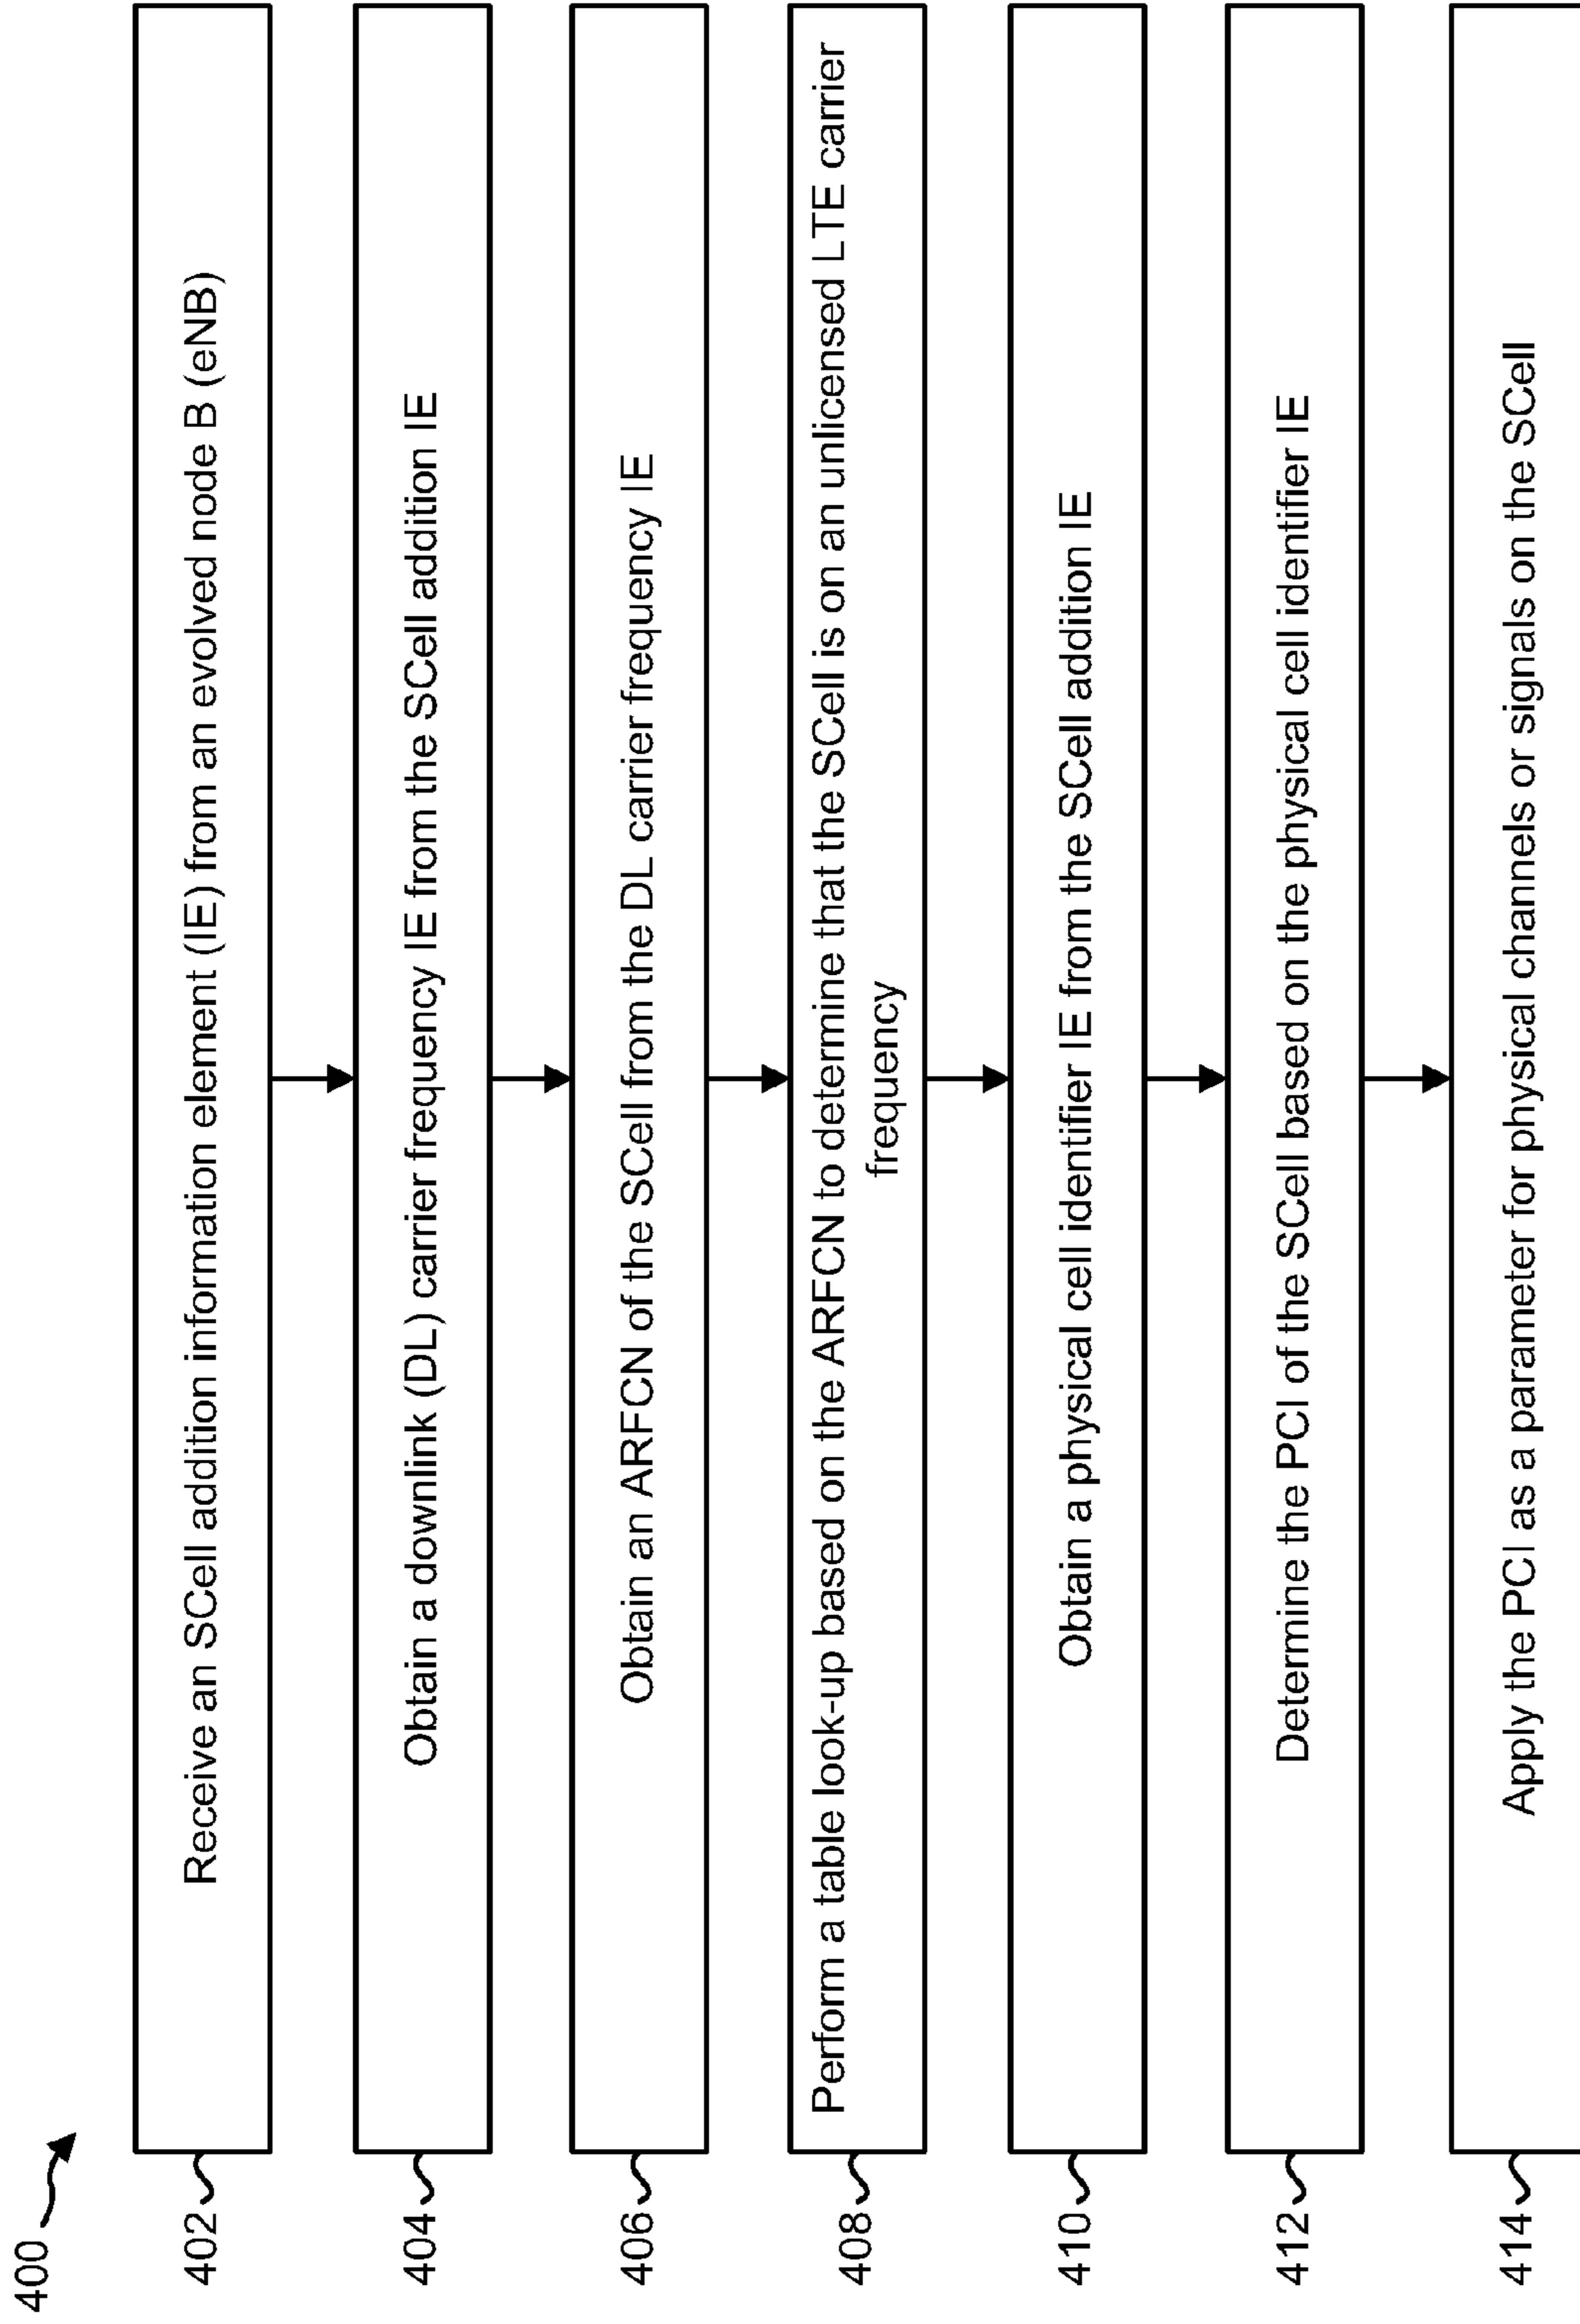 400
402
Receive an SCell addition information element (IE) from an evolved node B (eNB)
404
Obtain a downlink (DL) carrier frequency IE from the SCell addition IE
406
Obtain an ARFCN of the SCell from the DL carrier frequency IE
408
Perform a table look-up based on the ARFCN to determine that the SCell is on an unlicensed LTE carrier
frequency
410
Obtain a physical cell identifier IE from the SCell addition IE
412
Determine the PCI of the SCell based on the physical cell identifier IE
414
Apply the PCI as a parameter for physical channels or signals on the SCell